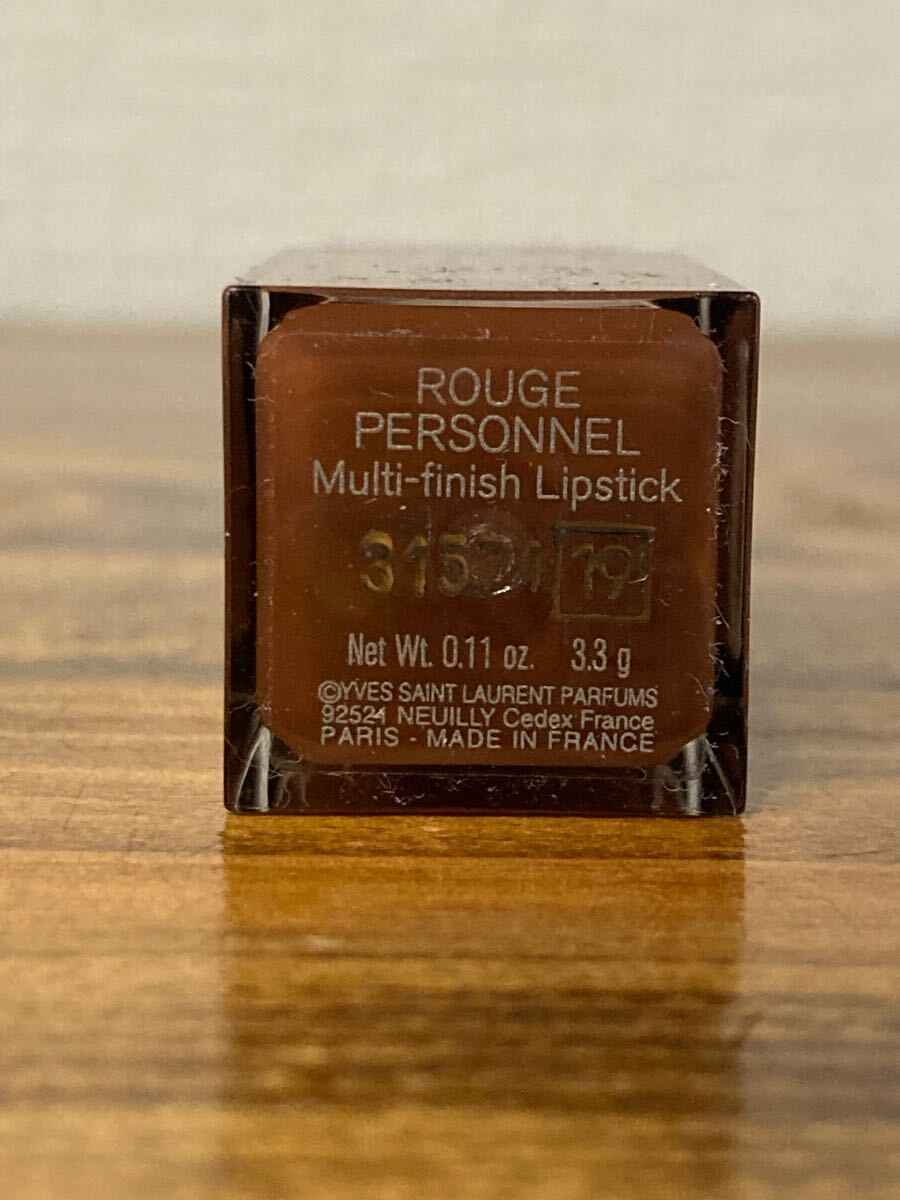 ROUGE
PERSONNEL
Multi-finish Lipstick
31571 19
Net Wt. 0.11 oz. 3.3 g
©YVES SAINT LAURENT PARFUMS
92521 NEUILLY Cedex France
PARIS - MADE IN FRANCE